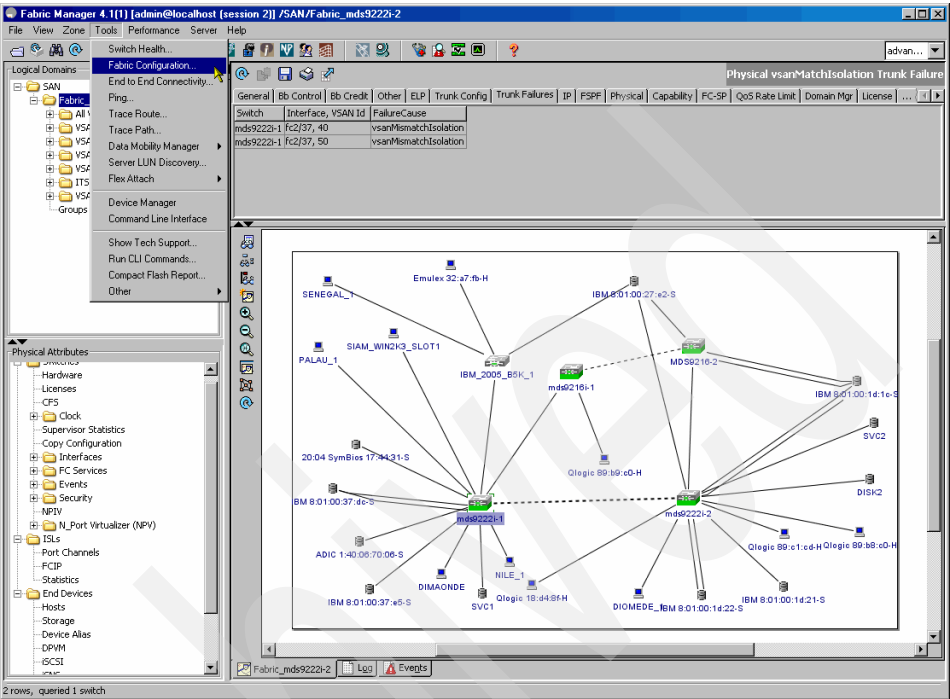 Fabric Manager 4.1(1) [admin@localhost (session 2)] /SAN/Fabric_mds9222i-2
File View Zone Tools Performance Server Help
advan...
Logical Domains
SAN
Fabric_
All V
VSA
VSA
VSA
VSA
ITS
VSA
Groups
Switch Health...
Fabric Configuration...
End to End Connectivity...
Ping...
Trace Route...
Trace Path...
Data Mobility Manager
Server LUN Discovery...
Flex Attach
Device Manager
Command Line Interface
Show Tech Support...
Run CLI Commands...
Compact Flash Report...
Other
Physical vsanMatchIsolation Trunk Failure
General Bb Control Bb Credit Other ELP Trunk Config Trunk Failures IP FSPF Physical Capability FC-SP QoS Rate Limit Domain Mgr License ...
Switch Interface, VSAN Id FailureCause
mds9222i-1 fc2/37, 40 vsanMismatchIsolation
mds9222i-1 fc2/37, 50 vsanMismatchIsolation
Physical Attributes
Switches
Hardware
Licenses
CFS
Clock
Supervisor Statistics
Copy Configuration
Interfaces
FC Services
Events
Security
NPIV
N_Port Virtualizer (NPV)
ISLs
Port Channels
FCIP
Statistics
End Devices
Hosts
Storage
Device Alias
DPVM
iSCSI
Emulex 32:a7:fb-H
SENEGAL_1
IBM 8:01:00:27:e2-S
SIAM_WIN2K3_SLOT1
PALAU_1
IBM_2005_B5K_1
mds9216i-1
MDS9216-2
IBM 8:01:00:1d:1c-S
SVC2
20:04 SymBios 17:44:31-S
Qlogic 89:b9:c0-H
BM 8:01:00:37:dc-S
DISK2
mds9222i-1
mds9222i-2
ADIC 1:40:06:70:06-S
Qlogic 89:c1:cd-H
Qlogic 89:b8:c0-H
NILE_1
DIMAONDE
IBM 8:01:00:37:e5-S
SVC1
Qlogic 18:d4:8f-H
DIOMEDE_
IBM 8:01:00:1d:22-S
IBM 8:01:00:1d:21-S
Fabric_mds9222i-2 Log Events
2 rows, queried 1 switch